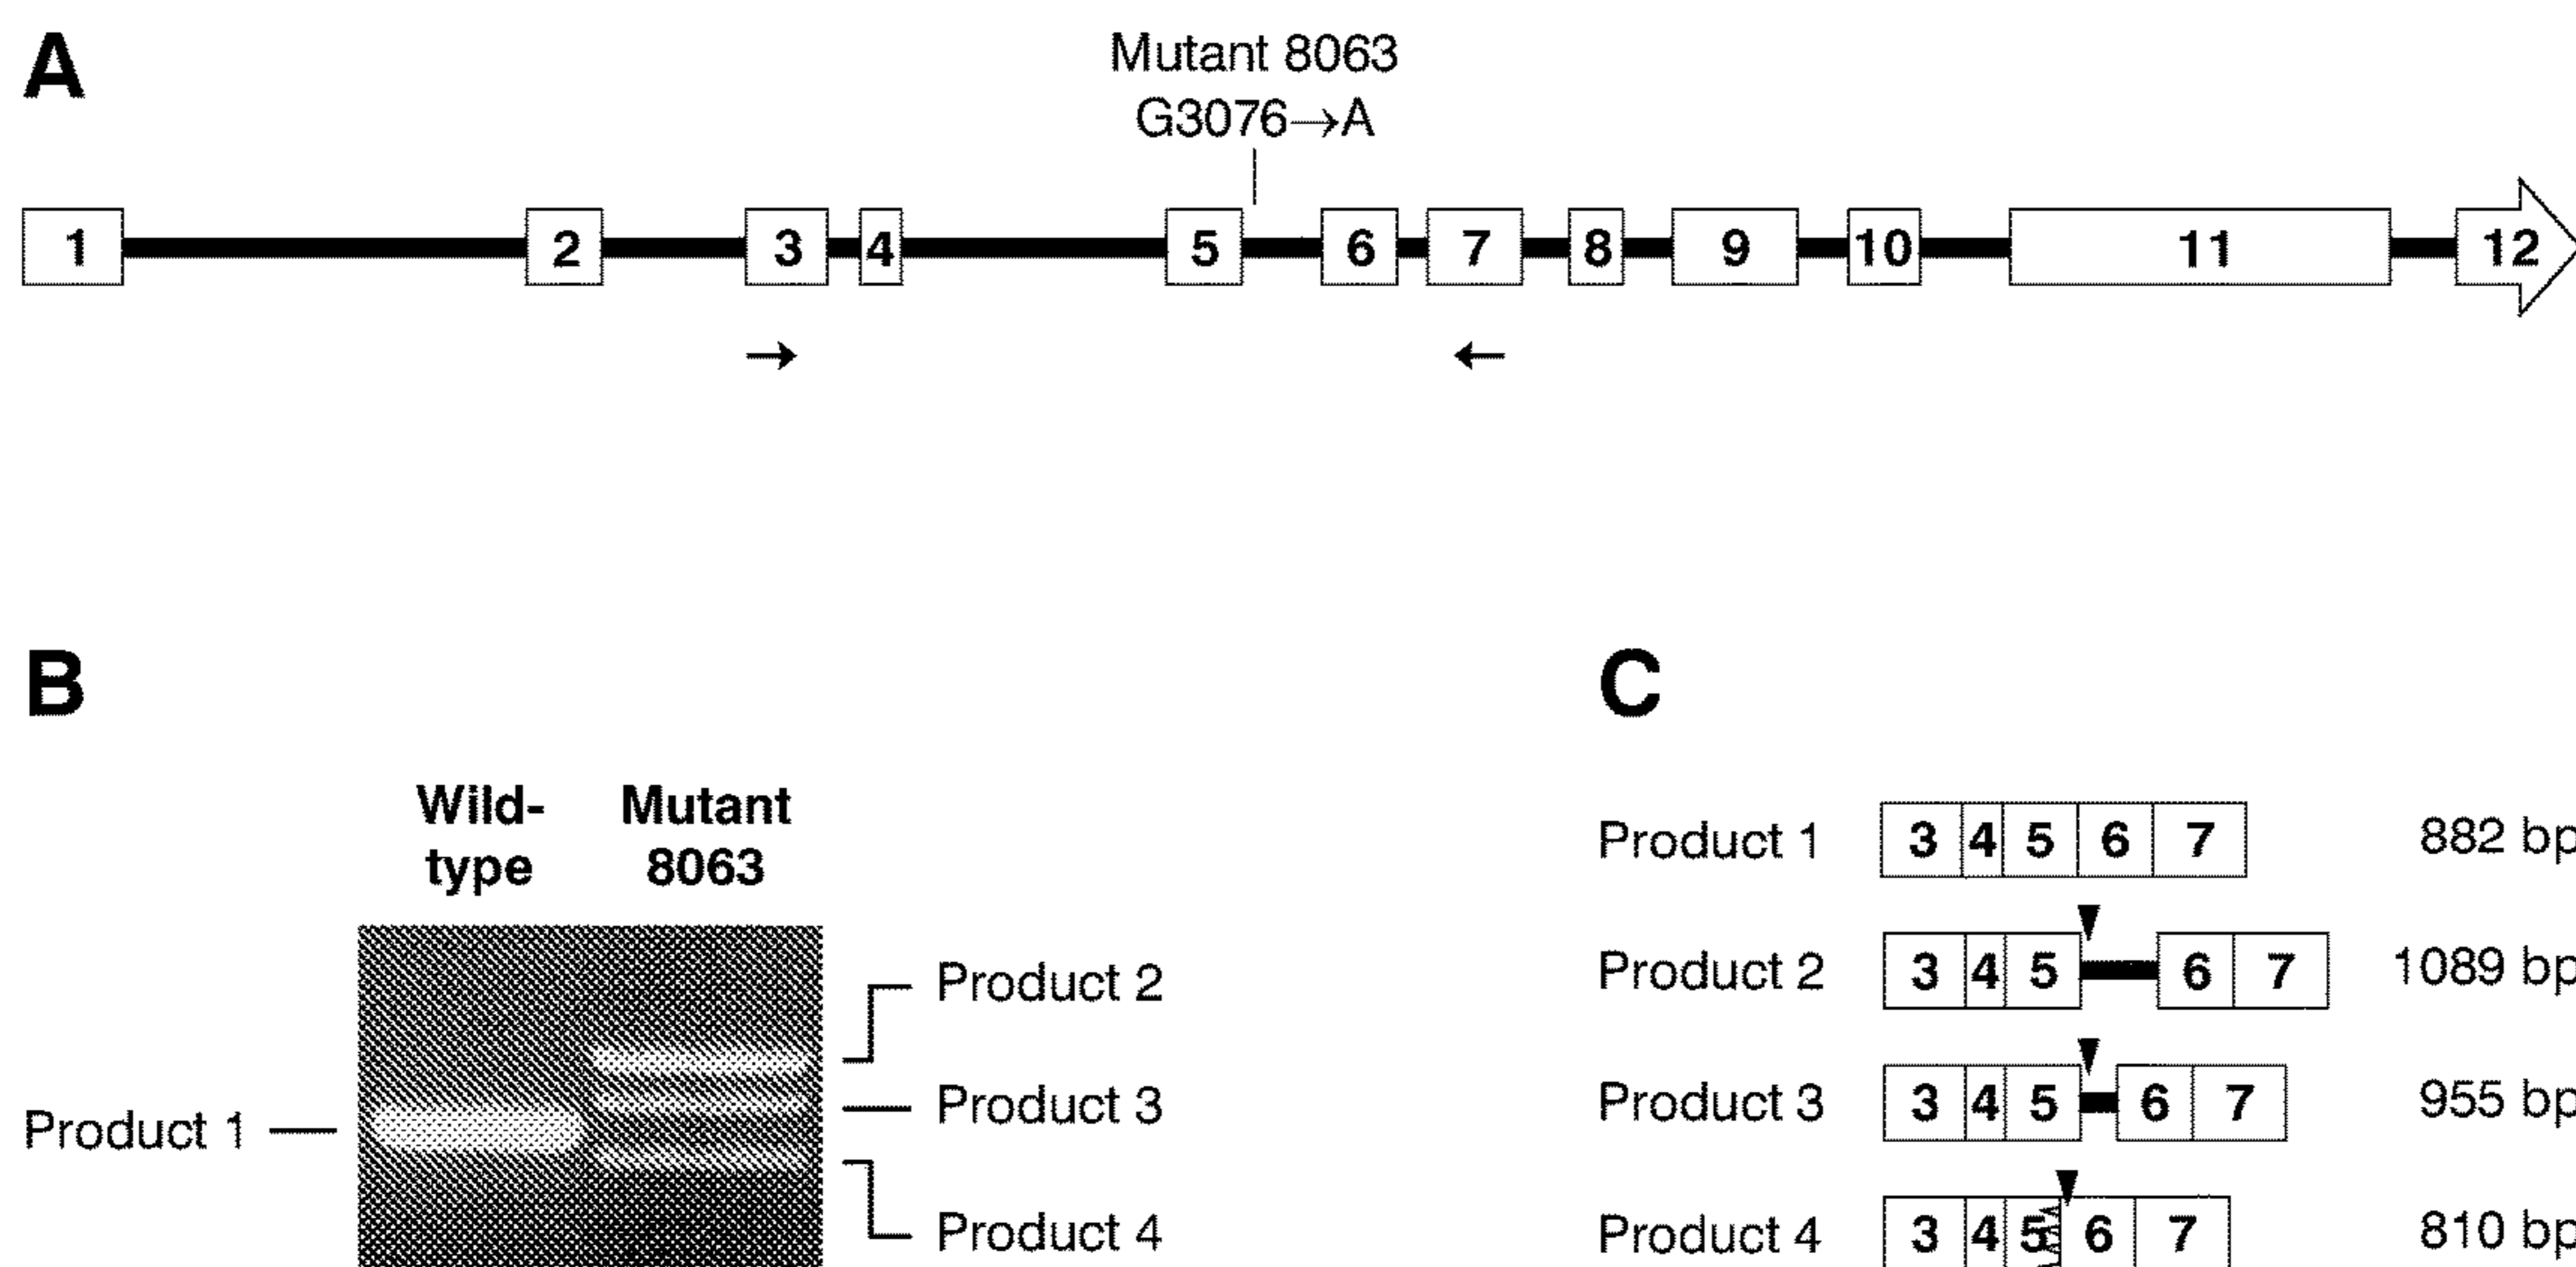 A
Mutant 8063
G3076→A
1 2 3 4 5 6 7 8 9 10 11 12
B
Wild-
type
Mutant
8063
Product 1
Product 2
Product 3
Product 4
C
Product 1 3 4 5 6 7 882 bp
Product 2 3 4 5 6 7 1089 bp
Product 3 3 4 5 6 7 955 bp
Product 4 3 4 5 6 7 810 bp